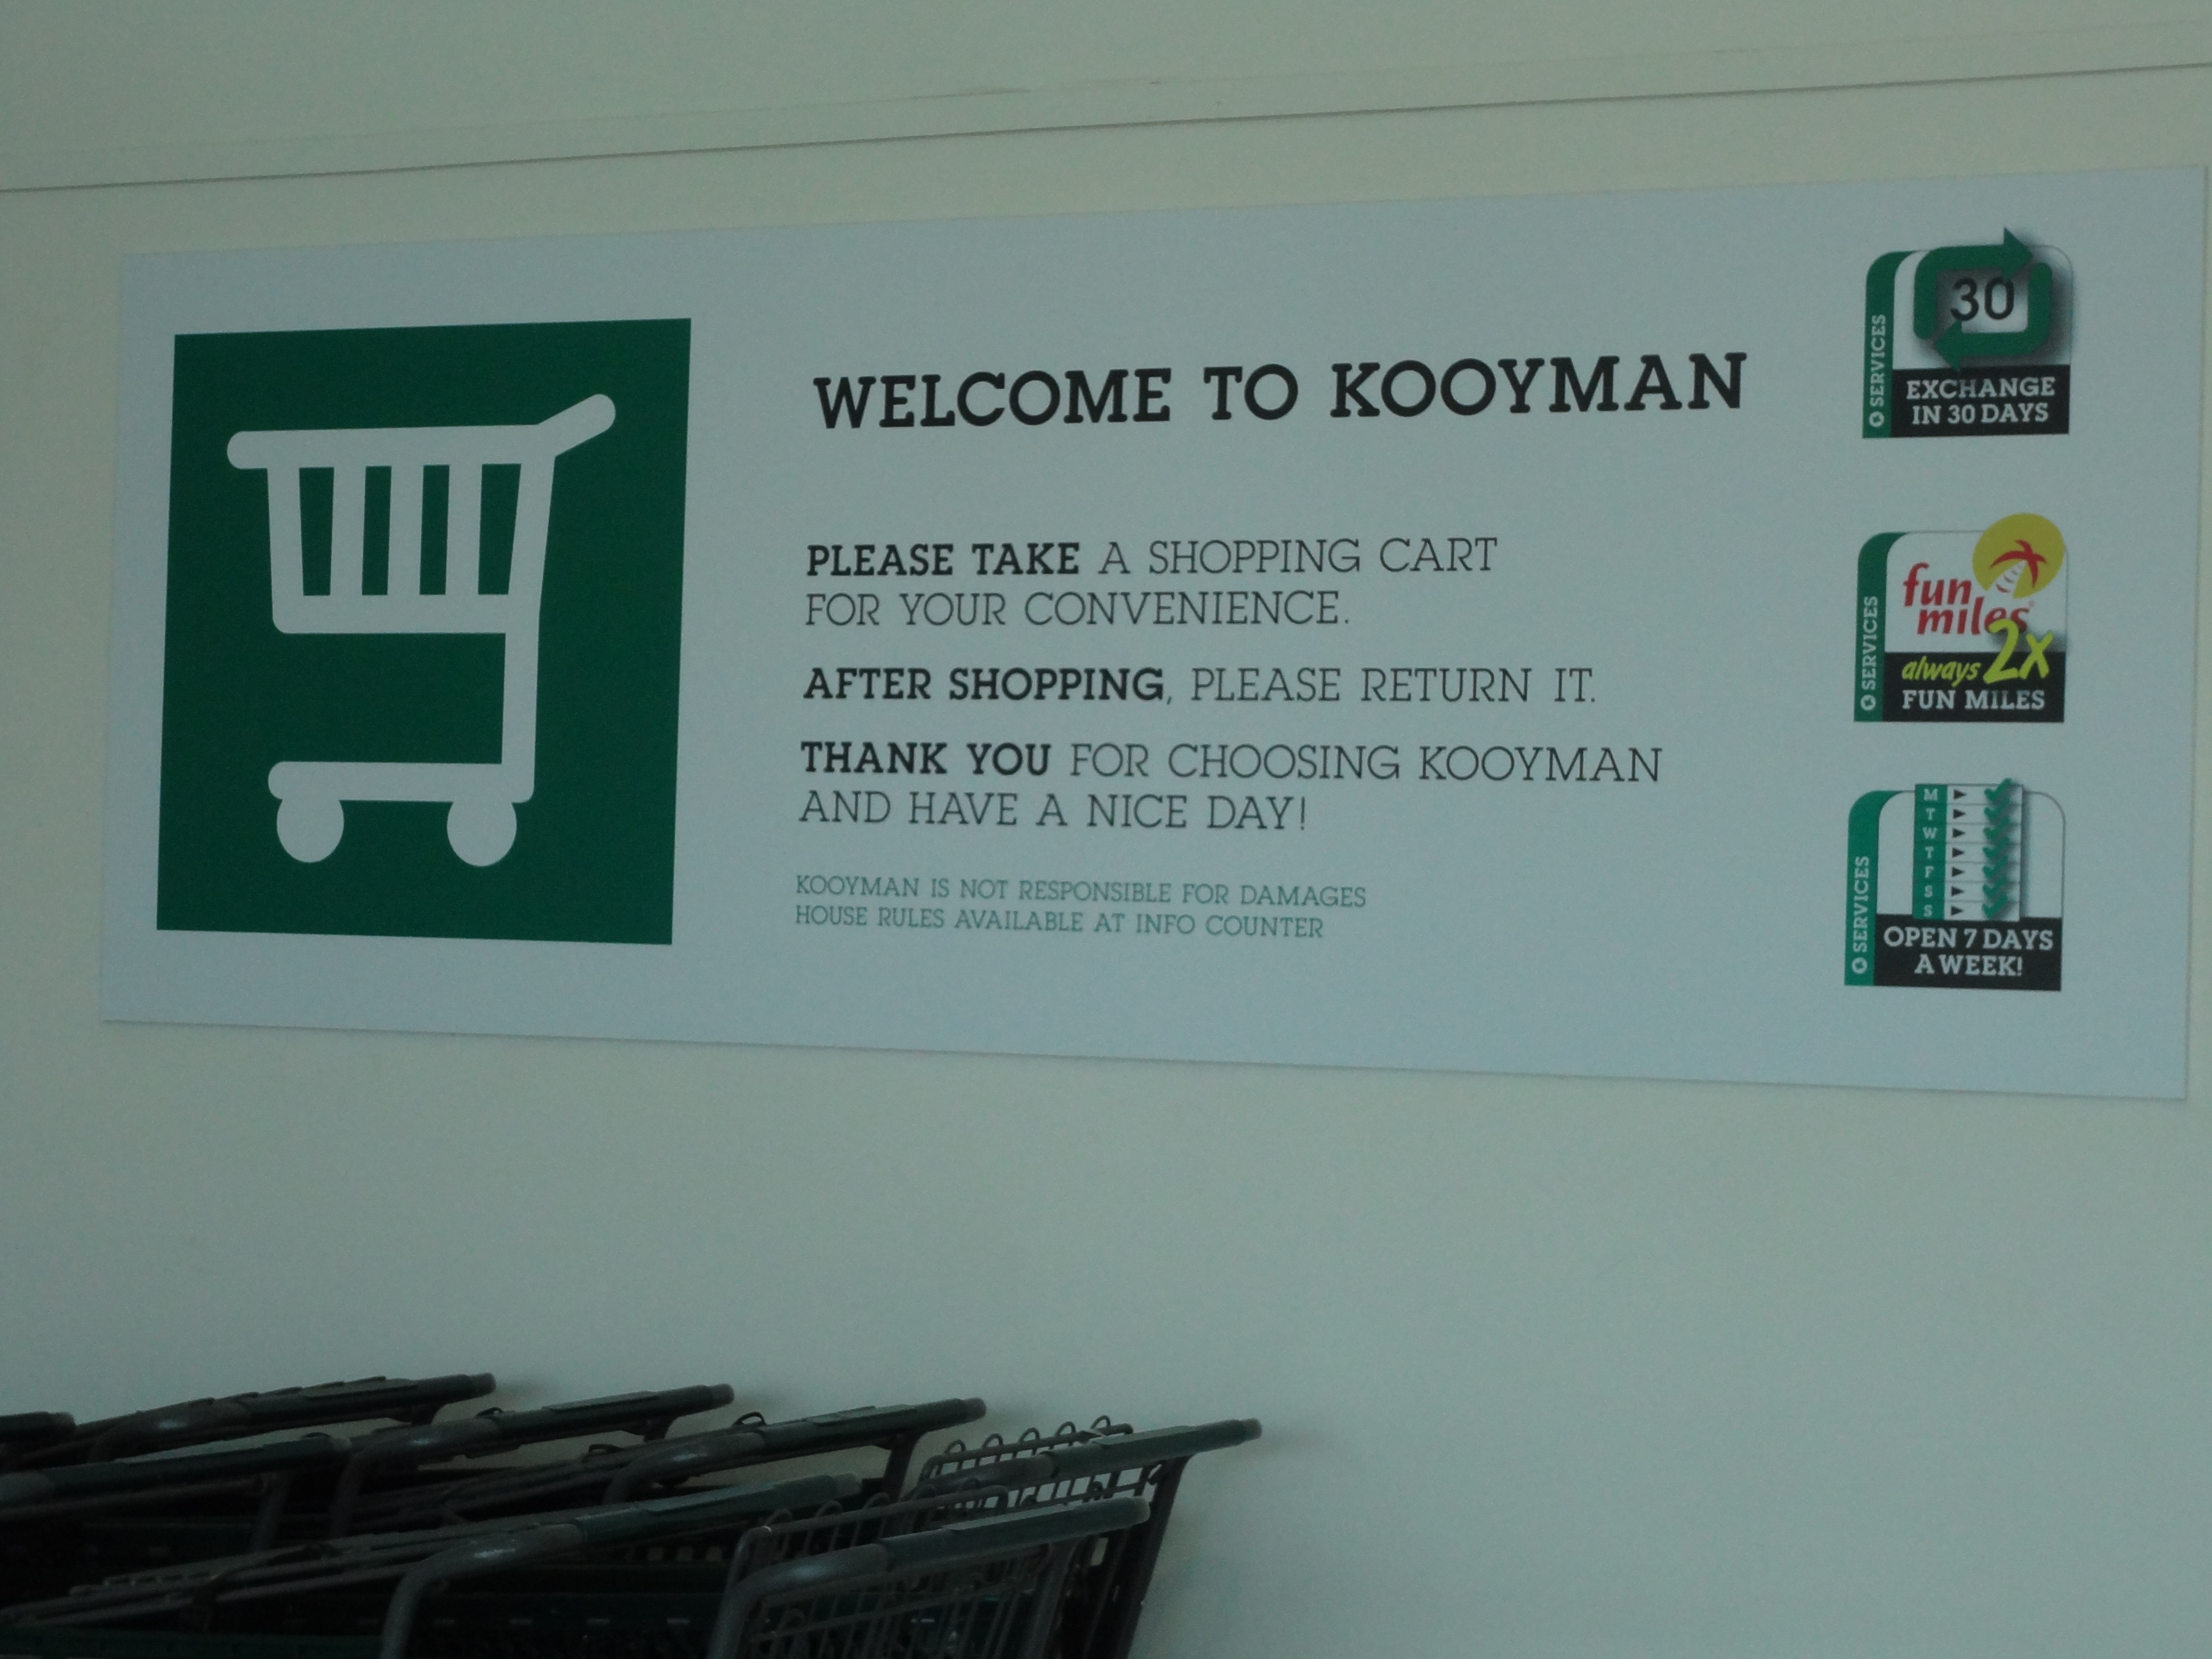 WELCOME TO KOOYMAN
PLEASE TAKE A SHOPPING CART
FOR YOUR CONVENIENCE.
AFTER SHOPPING, PLEASE RETURN IT.
THANK YOU FOR CHOOSING KOOYMAN
AND HAVE A NICE DAY!
KOOYMAN IS NOT RESPONSIBLE FOR DAMAGES
HOUSE RULES AVAILABLE AT INFO COUNTER
SERVICES
30
EXCHANGE
IN 30 DAYS
SERVICES
fun
miles
always 2x
FUN MILES
SERVICES
M
T
W
T
F
S
S
OPEN 7 DAYS
A WEEK!